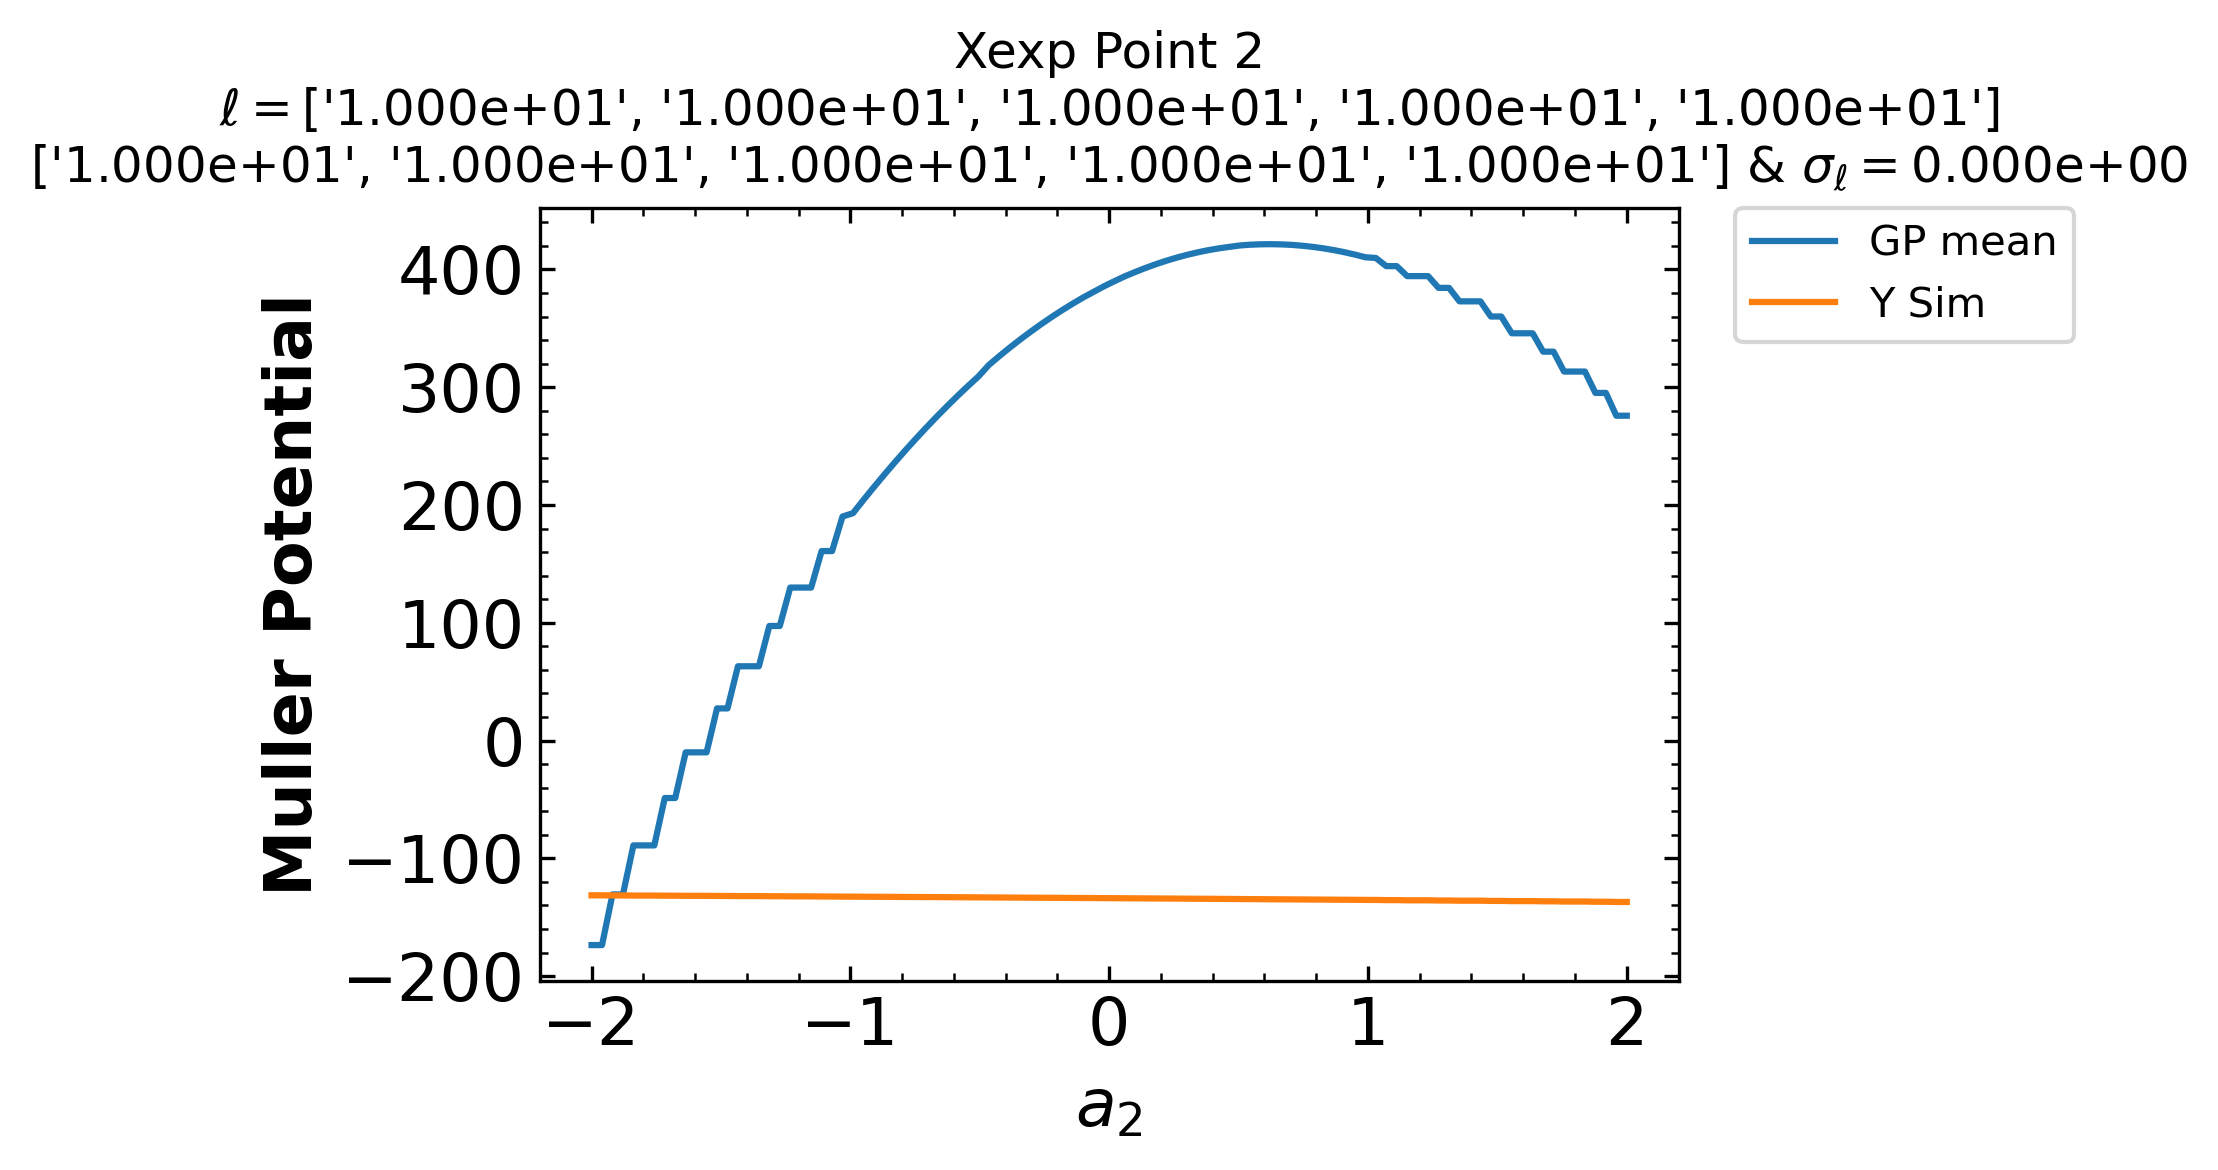 Xexp Point 2
ℓ = ['1.000e+01', '1.000e+01', '1.000e+01', '1.000e+01', '1.000e+01']
['1.000e+01', '1.000e+01', '1.000e+01', '1.000e+01', '1.000e+01'] & σ_ℓ = 0.000e+00
GP mean
Y Sim
Muller Potential
400
300
200
100
0
−100
−200
−2 −1 0 1 2
a₂